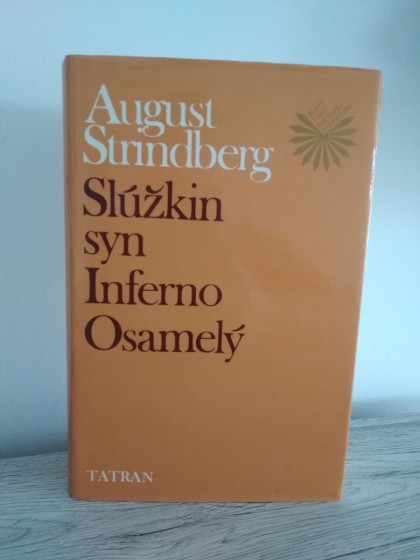 August
Strindberg
Slúžkin
syn
Inferno
Osamelý
TATRAN